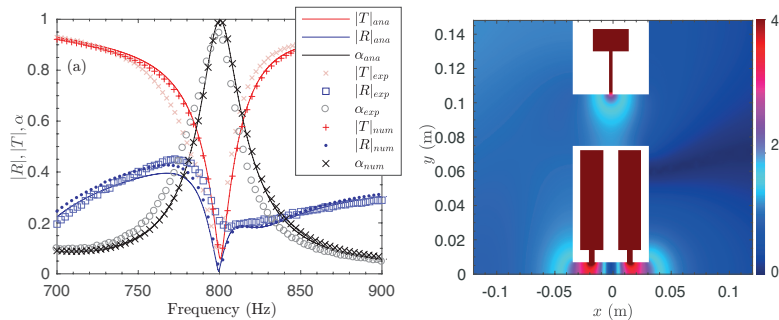 (a)
|T|ana
|R|ana
αana
|T|exp
|R|exp
αexp
|T|num
|R|num
αnum
|R|, |T|, α
1
0.8
0.6
0.4
0.2
0
700 750 800 850 900
Frequency (Hz)
y (m)
0.14
0.12
0.1
0.08
0.06
0.04
0.02
0
-0.1 -0.05 0 0.05 0.1
x (m)
4
3
2
1
0